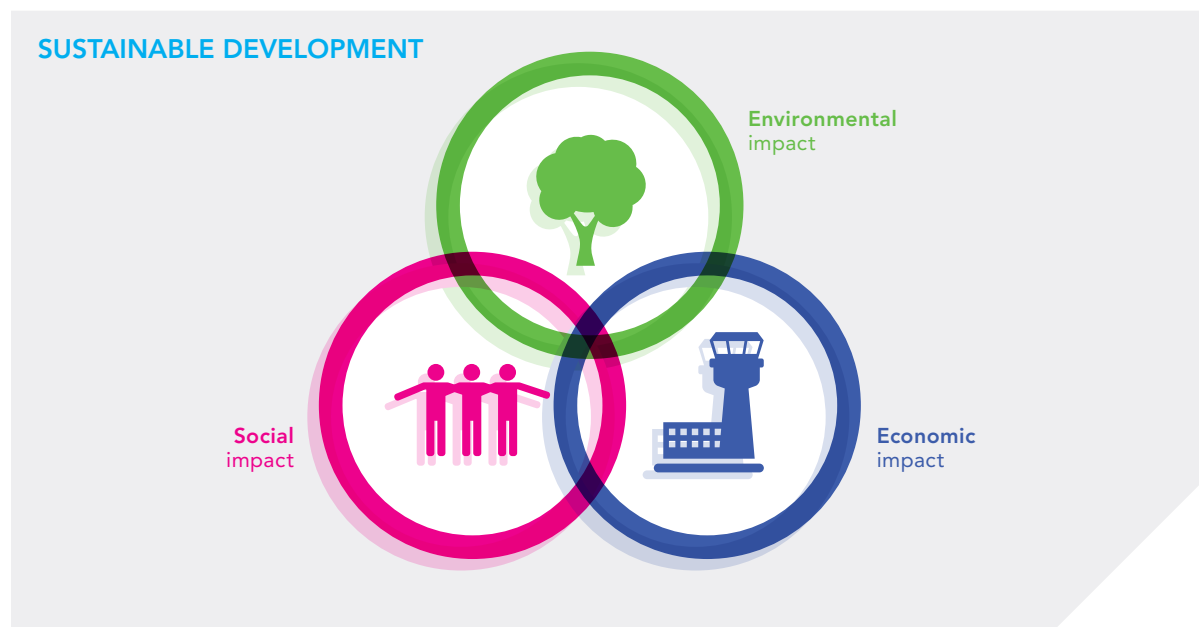 SUSTAINABLE DEVELOPMENT
Environmental
impact
Social
impact
Economic
impact